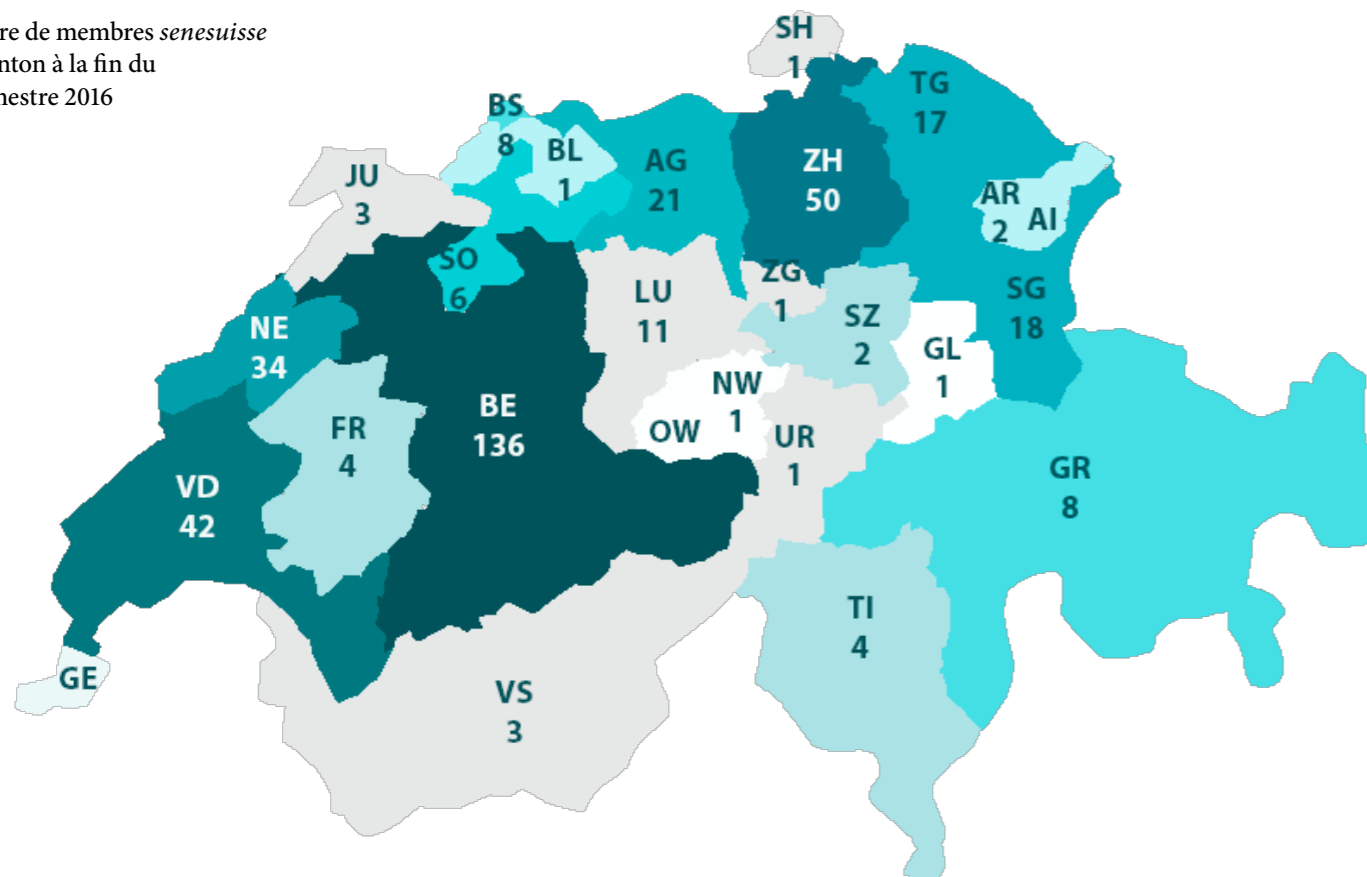 re de membres senesuisse
nton à la fin du
nestre 2016
SH
1
TG
17
BS
8
BL
1
AG
21
ZH
50
JU
3
AR
2
AI
SO
6
ZG
1
LU
11
SZ
2
SG
18
NE
34
GL
1
NW
1
OW
BE
136
FR
4
UR
1
GR
8
VD
42
TI
4
GE
VS
3